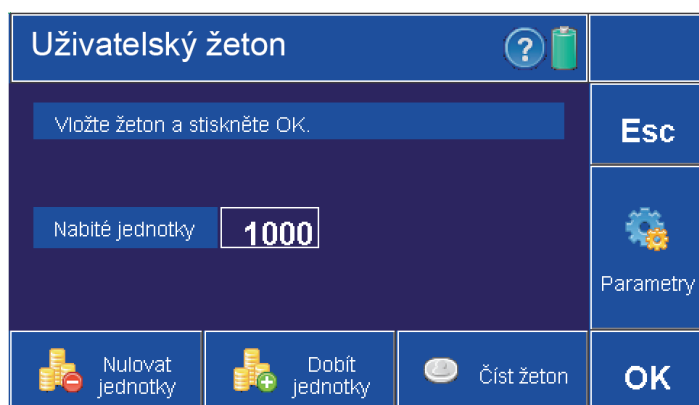 Uživatelský žeton
?
Vložte žeton a stiskněte OK.
Esc
Nabité jednotky 1000
Parametry
Nulovat
jednotky
Dobít
jednotky
Číst žeton
OK